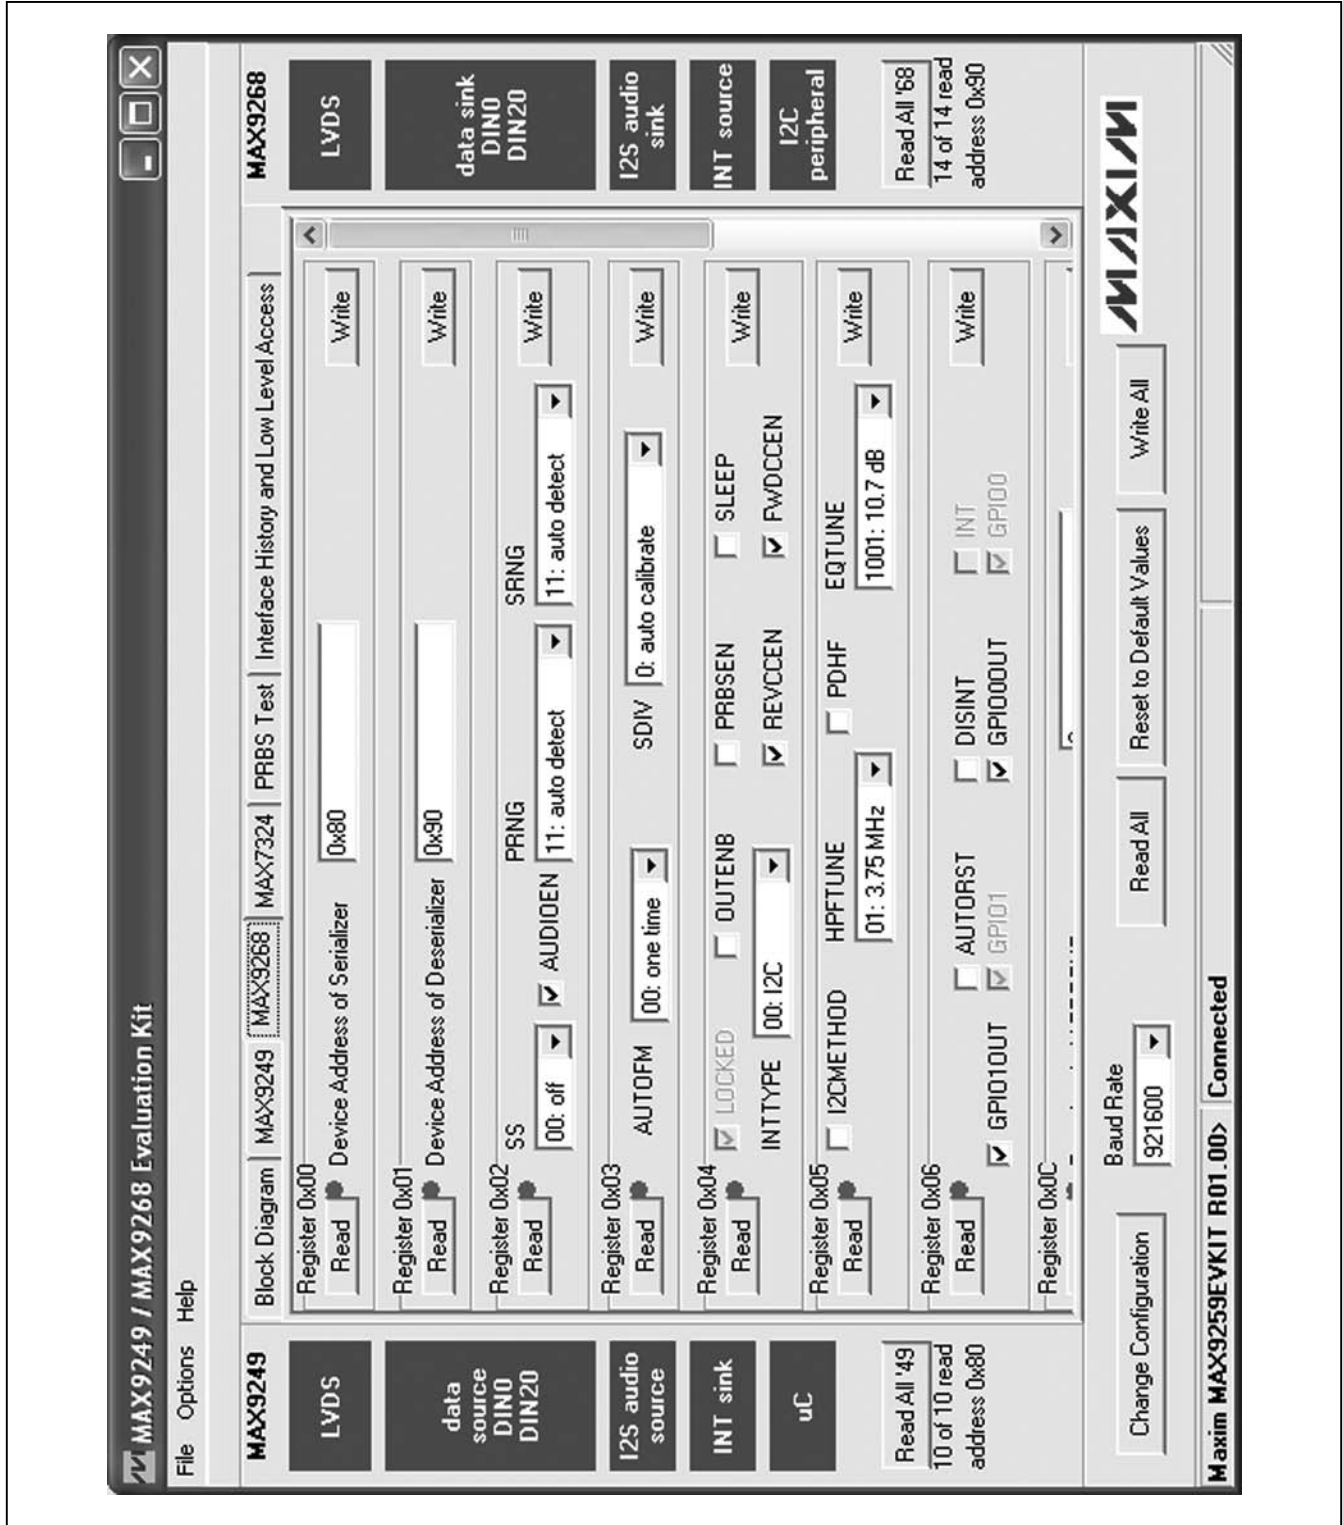 MAX9249 / MAX9268 Evaluation Kit
File Options Help
MAX9249
LVDS
data
source
DIN0
DIN20
I2S audio
source
INT sink
uC
Read All '49
10 of 10 read
address 0x80
Block Diagram MAX9249 MAX9268 MAX7324 PRBS Test Interface History and Low Level Access
Register 0x00
Read Device Address of Serializer 0x80 Write
Register 0x01
Read Device Address of Deserializer 0x90 Write
Register 0x02
SS PRNG SRNG
Read 00: off AUDIOEN 11: auto detect 11: auto detect Write
Register 0x03
Read AUTOFM 00: one time SDIV 0: auto calibrate Write
Register 0x04
Read LOCKED OUTENB PRBSEN SLEEP Write
INTTYPE 00: I2C REVCCEN FWDCCEN
Register 0x05
Read I2CMETHOD HPFTUNE PDHF EQTUNE Write
01: 3.75 MHz 1001: 10.7 dB
Register 0x06
Read AUTORST DISINT INT Write
GPIO1OUT GPIO1 GPIO0OUT GPIO0
Register 0x0C
MAX9268
LVDS
data sink
DIN0
DIN20
I2S audio
sink
INT source
I2C
peripheral
Read All '68
14 of 14 read
address 0x90
Change Configuration
Baud Rate
921600
Read All Reset to Default Values Write All
MAXIM
Maxim MAX9259EVKIT R01.00> Connected